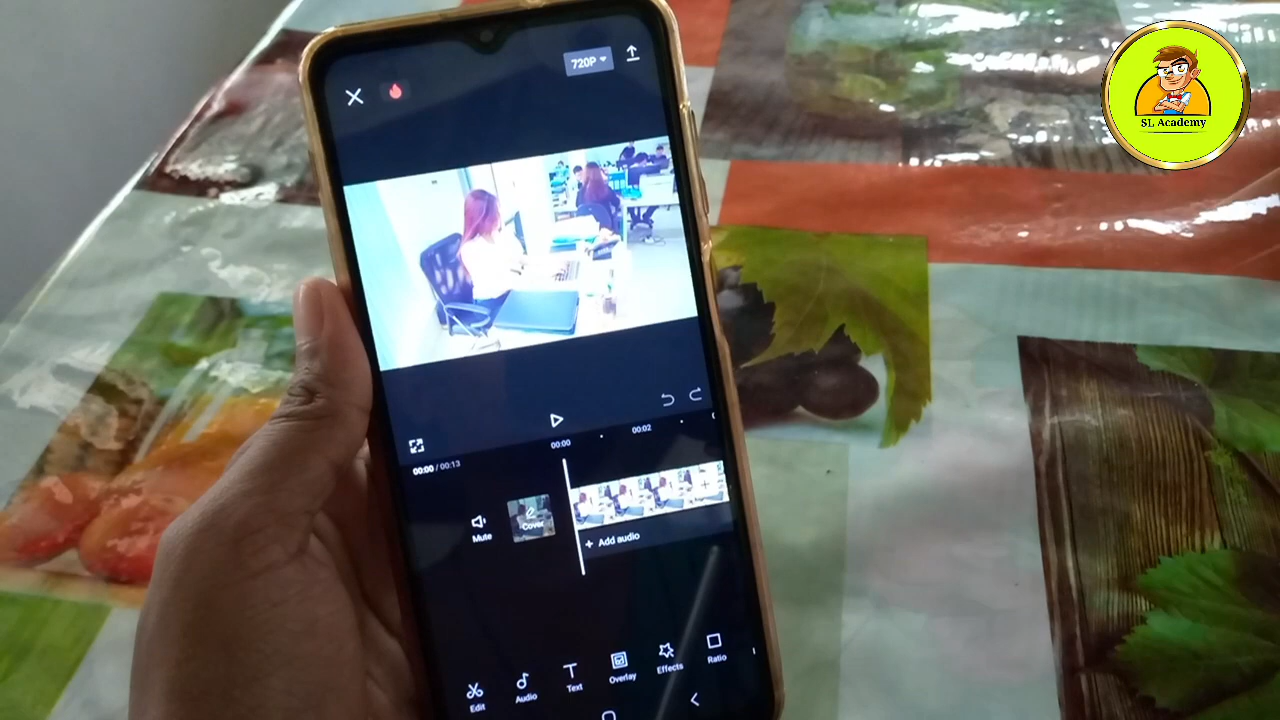 720P
SL Academy
00:00
00:02
00:00 / 00:13
Mute
Cover
+ Add audio
Edit
Audio
Text
Overlay
Effects
Ratio